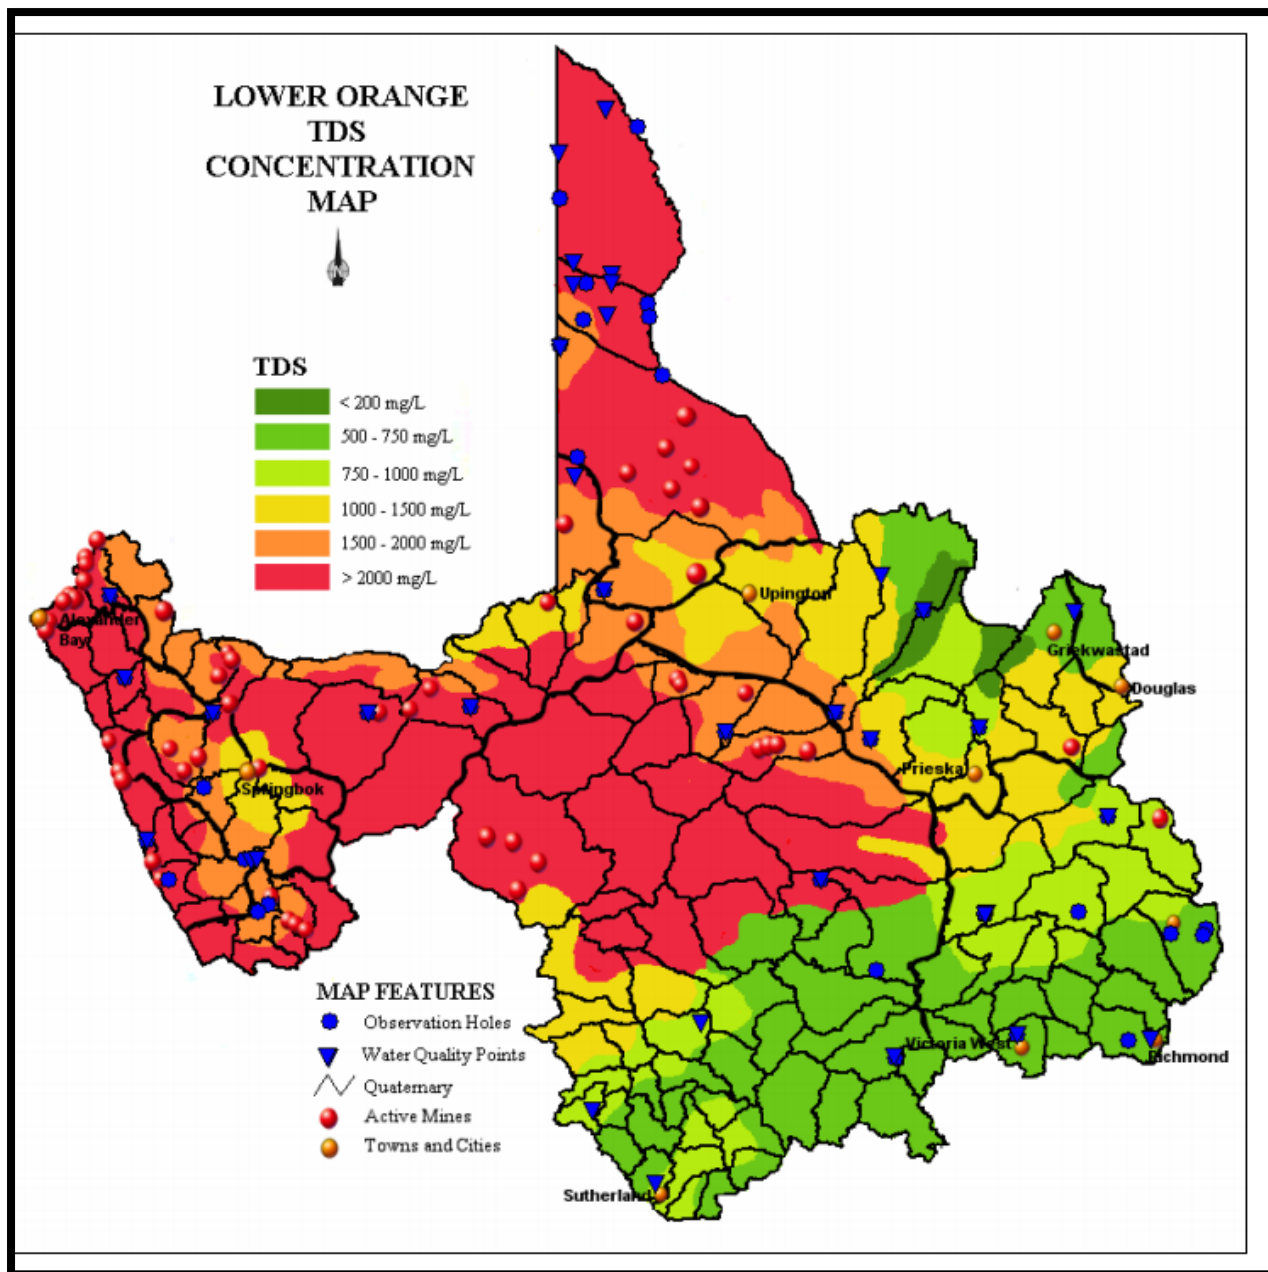 LOWER ORANGE
TDS
CONCENTRATION
MAP
N
TDS
< 200 mg/L
500 - 750 mg/L
750 - 1000 mg/L
1000 - 1500 mg/L
1500 - 2000 mg/L
> 2000 mg/L
Upington
Alexander
Bay
Griekwastad
Douglas
Prieska
Springbok
MAP FEATURES
Observation Holes
Water Quality Points
Quaternary
Active Mines
Towns and Cities
Victoria West
Richmond
Sutherland